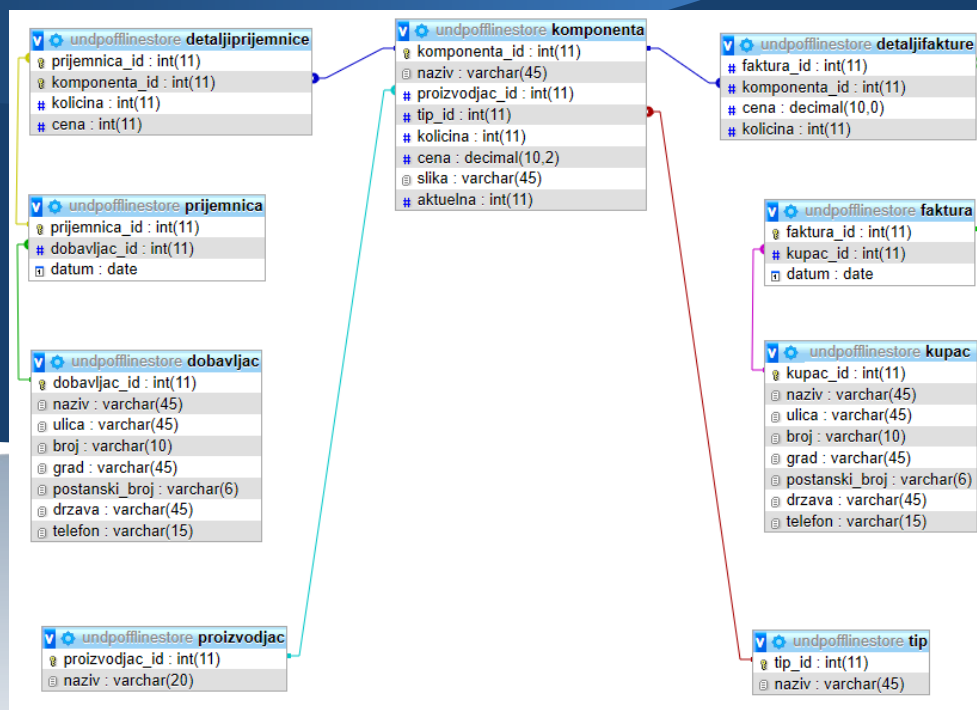 undpofflinestore detaljiprijemnice
prijemnica_id : int(11)
komponenta_id : int(11)
kolicina : int(11)
cena : int(11)
undpofflinestore komponenta
komponenta_id : int(11)
naziv : varchar(45)
proizvodjac_id : int(11)
tip_id : int(11)
kolicina : int(11)
cena : decimal(10,2)
slika : varchar(45)
aktuelna : int(11)
undpofflinestore detaljifakture
faktura_id : int(11)
komponenta_id : int(11)
cena : decimal(10,0)
kolicina : int(11)
undpofflinestore prijemnica
prijemnica_id : int(11)
dobavljac_id : int(11)
datum : date
undpofflinestore faktura
faktura_id : int(11)
kupac_id : int(11)
datum : date
undpofflinestore dobavljac
dobavljac_id : int(11)
naziv : varchar(45)
ulica : varchar(45)
broj : varchar(10)
grad : varchar(45)
postanski_broj : varchar(6)
drzava : varchar(45)
telefon : varchar(15)
undpofflinestore kupac
kupac_id : int(11)
naziv : varchar(45)
ulica : varchar(45)
broj : varchar(10)
grad : varchar(45)
postanski_broj : varchar(6)
drzava : varchar(45)
telefon : varchar(15)
undpofflinestore proizvodjac
proizvodjac_id : int(11)
naziv : varchar(20)
undpofflinestore tip
tip_id : int(11)
naziv : varchar(45)